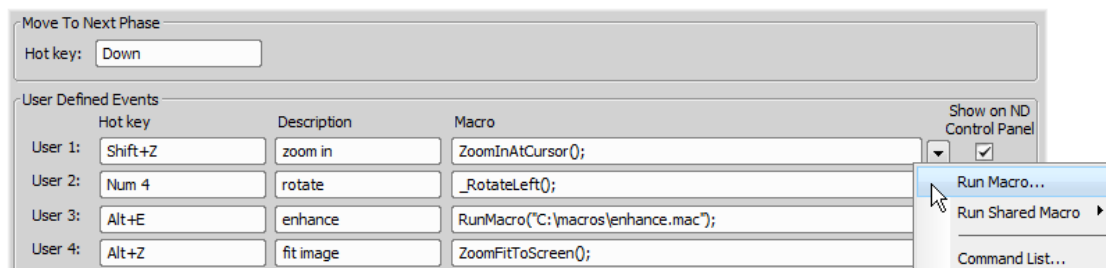 Move To Next Phase
Hot key: Down
User Defined Events
Hot key Description Macro Show on ND Control Panel
User 1: Shift+Z zoom in ZoomInAtCursor();
User 2: Num 4 rotate _RotateLeft();
Run Macro...
User 3: Alt+E enhance RunMacro("C:\macros\enhance.mac");
Run Shared Macro
User 4: Alt+Z fit image ZoomFitToScreen();
Command List...